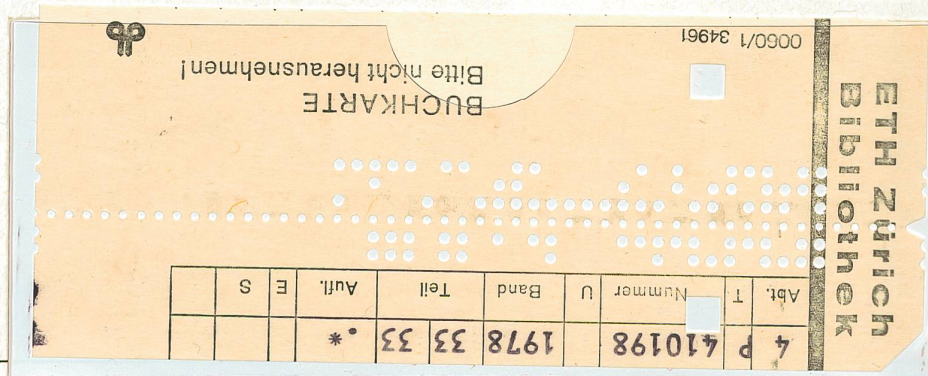 ETH Zürich
Bibliothek
4 P 410198 1978 33 33 .*
Abt. T Nummer U Band Teil Aufl. E S
BUCHKARTE
Bitte nicht herausnehmen!
0060/1 34961